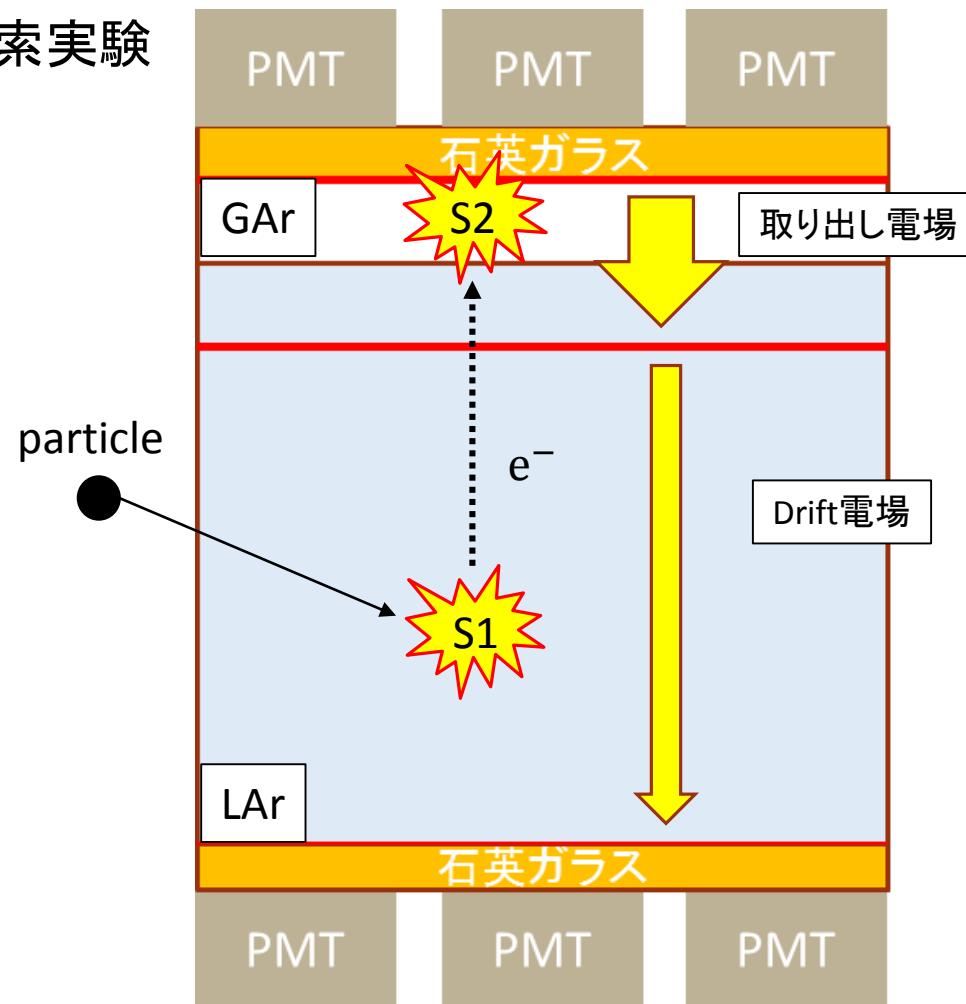 索実験
PMT PMT PMT
石英ガラス
GAr
S2
取り出し電場
particle
e⁻
Drift電場
S1
LAr
石英ガラス
PMT PMT PMT